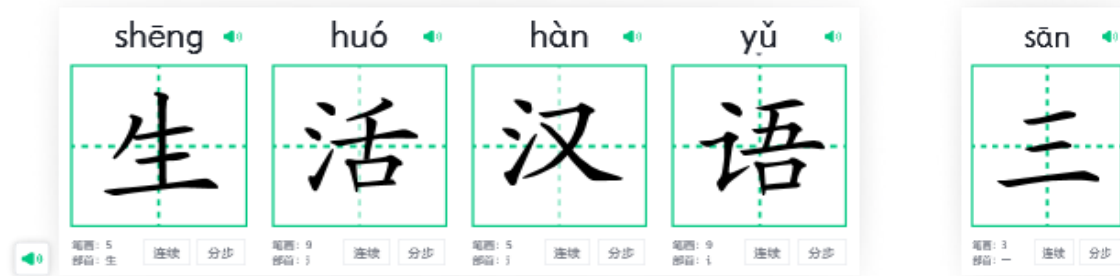 shēng huó hàn yǔ sān
生 活 汉 语 三
笔画: 5 连续 分步 笔画: 9 连续 分步 笔画: 5 连续 分步 笔画: 9 连续 分步 笔画: 3 连续 分步
部首: 生 部首: 氵 部首: 氵 部首: 讠 部首: 一